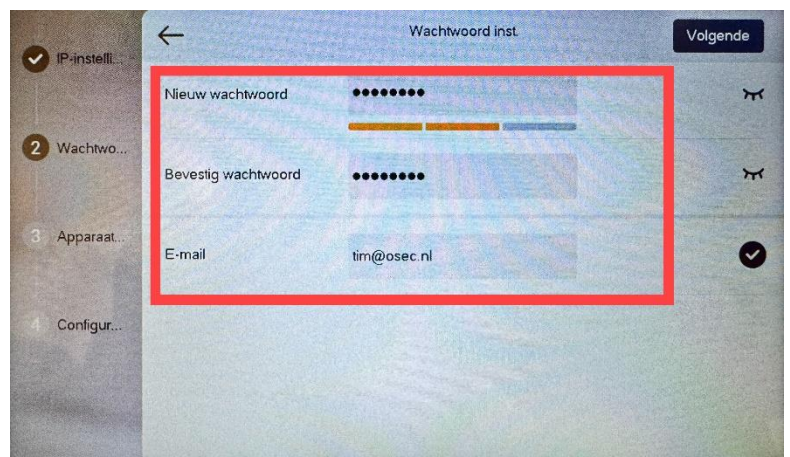 Wachtwoord inst.
Volgende
IP-instelli...
Nieuw wachtwoord
••••••••
2 Wachtwo...
Bevestig wachtwoord
••••••••
3 Apparaat...
E-mail
tim@osec.nl
4 Configur...